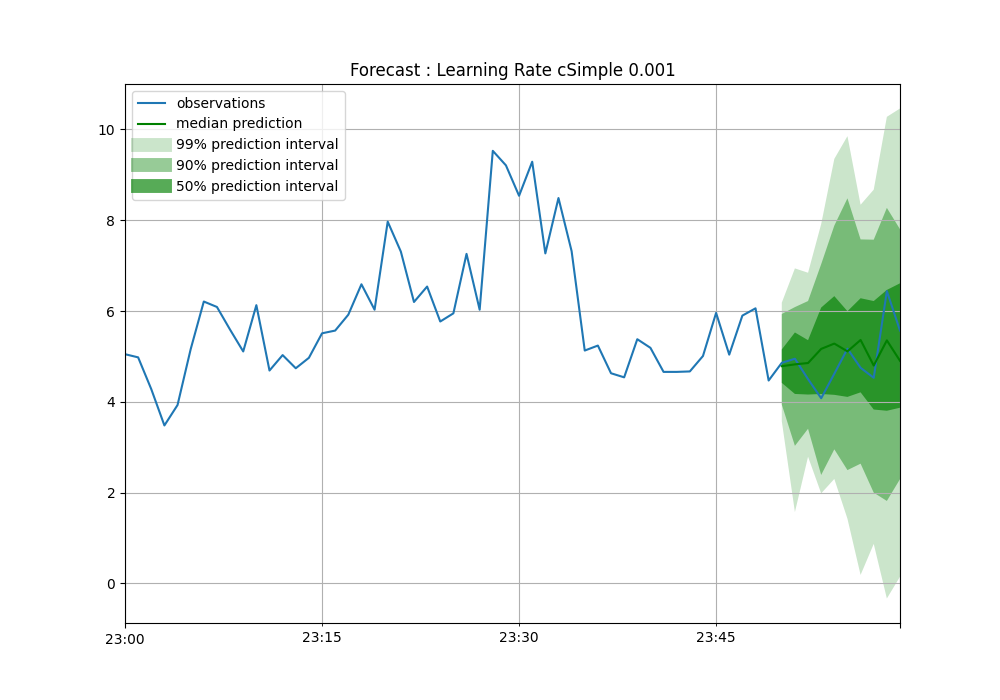 Forecast : Learning Rate cSimple 0.001
observations
median prediction
99% prediction interval
90% prediction interval
50% prediction interval
10
8
6
4
2
0
23:00
23:15
23:30
23:45